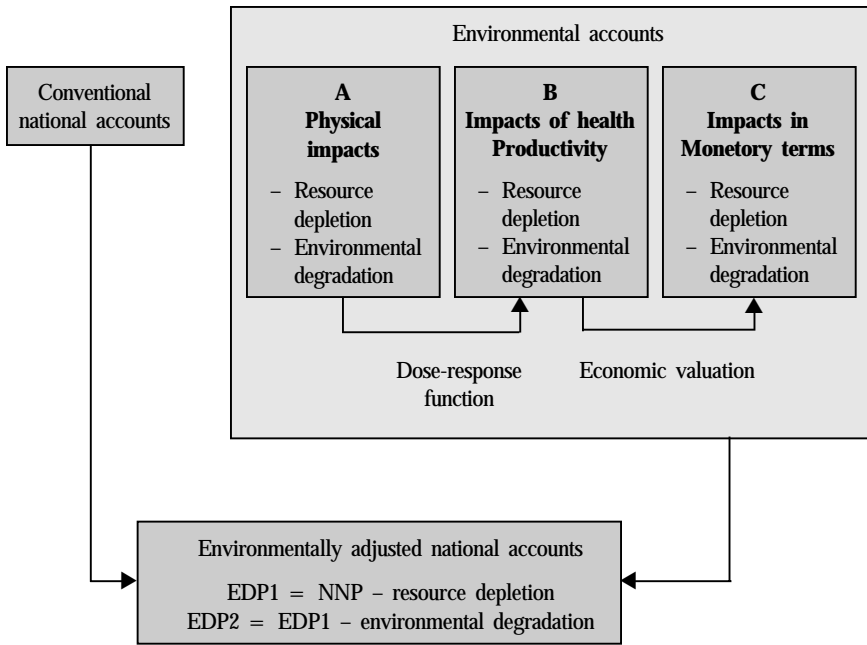 Environmental accounts
Conventional
national accounts
A
Physical
impacts
– Resource
depletion
– Environmental
degradation
B
Impacts of health
Productivity
– Resource
depletion
– Environmental
degradation
C
Impacts in
Monetory terms
– Resource
depletion
– Environmental
degradation
Dose-response
function
Economic valuation
Environmentally adjusted national accounts
EDP1 = NNP – resource depletion
EDP2 = EDP1 – environmental degradation